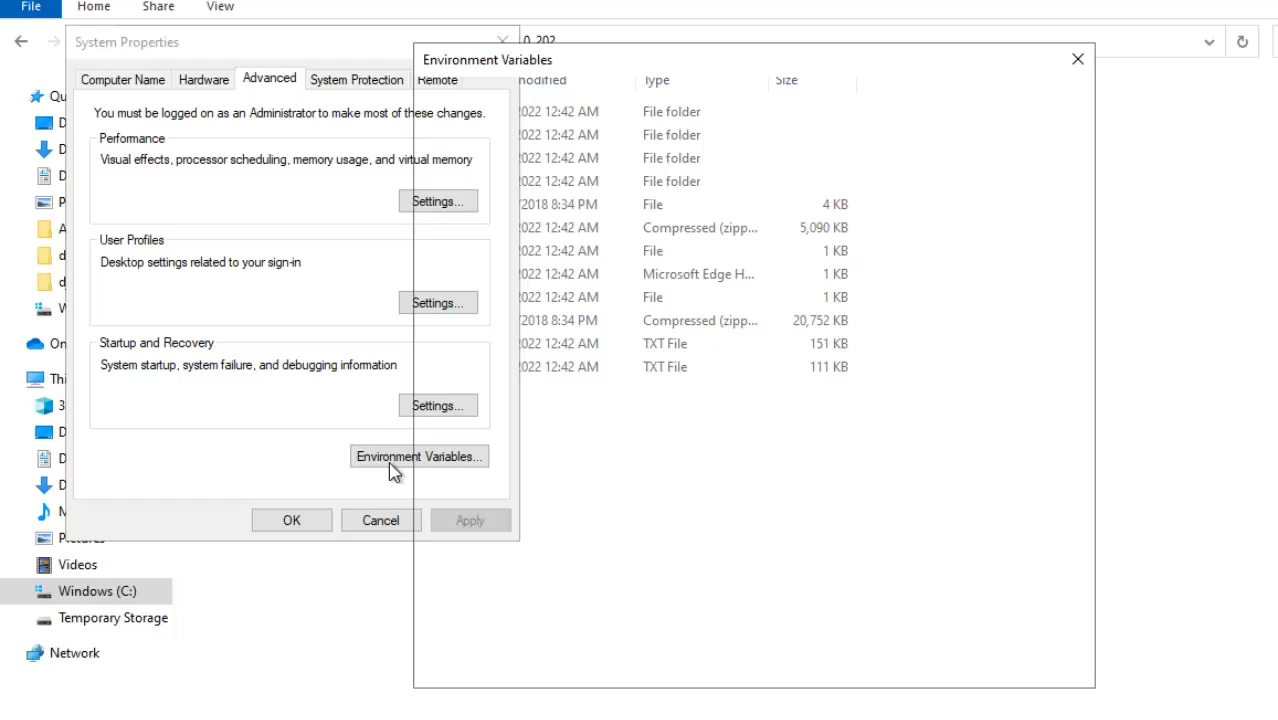 File Home Share View
System Properties
0_202
Environment Variables
Computer Name Hardware Advanced System Protection Remote
modified Type Size
You must be logged on as an Administrator to make most of these changes.
Performance
Visual effects, processor scheduling, memory usage, and virtual memory
Settings...
User Profiles
Desktop settings related to your sign-in
Settings...
Startup and Recovery
System startup, system failure, and debugging information
Settings...
Environment Variables...
OK Cancel Apply
2022 12:42 AM File folder
2022 12:42 AM File folder
2022 12:42 AM File folder
2022 12:42 AM File folder
/2018 8:34 PM File 4 KB
2022 12:42 AM Compressed (zipp... 5,090 KB
2022 12:42 AM File 1 KB
2022 12:42 AM Microsoft Edge H... 1 KB
2022 12:42 AM File 1 KB
/2018 8:34 PM Compressed (zipp... 20,752 KB
2022 12:42 AM TXT File 151 KB
2022 12:42 AM TXT File 111 KB
Qu
D
D
D
P
A
d
d
W
On
Thi
3
D
D
D
M
Pictures
Videos
Windows (C:)
Temporary Storage
Network